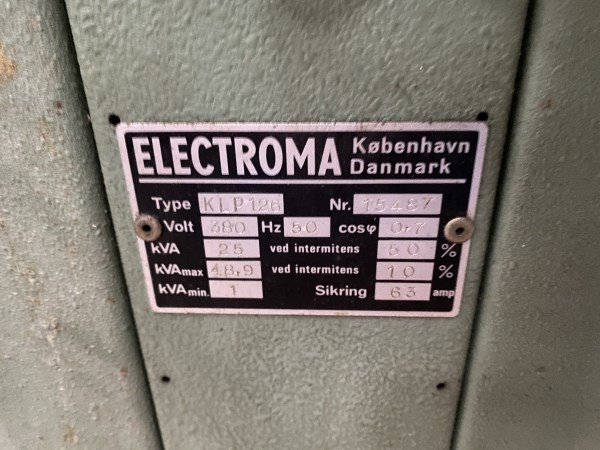 ELECTROMA København Danmark
Type KLP126 Nr. 15487
Volt 380 Hz 50 cosφ 0,7
kVA 25 ved intermitens 50 %
kVAmax 48,9 ved intermitens 10 %
kVAmin. 1 Sikring 63 amp